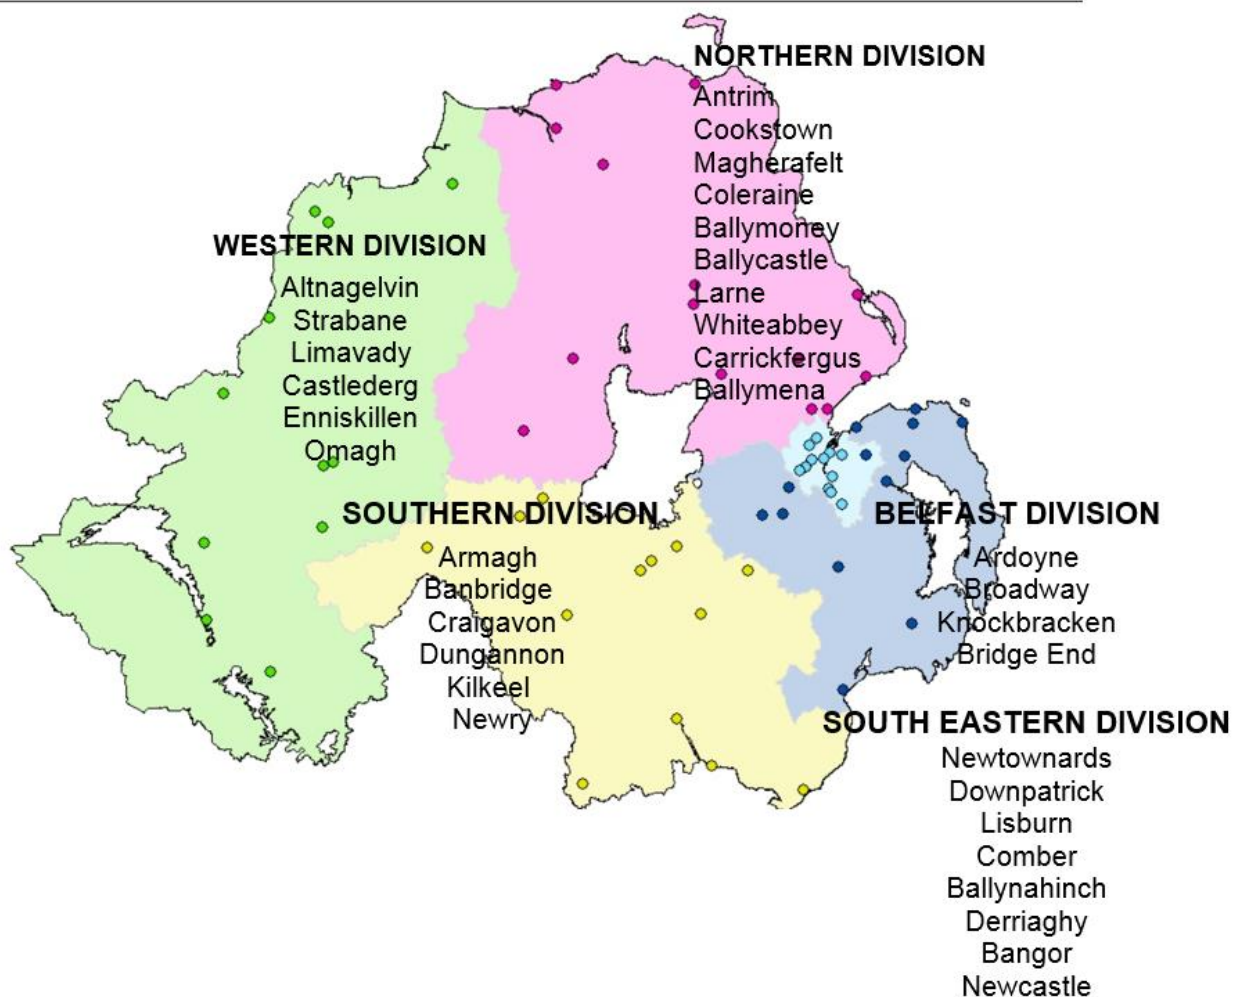 NORTHERN DIVISION
Antrim
Cookstown
Magherafelt
Coleraine
Ballymoney
Ballycastle
Larne
Whiteabbey
Carrickfergus
Ballymena
WESTERN DIVISION
Altnagelvin
Strabane
Limavady
Castlederg
Enniskillen
Omagh
SOUTHERN DIVISION
Armagh
Banbridge
Craigavon
Dungannon
Kilkeel
Newry
BELFAST DIVISION
Ardoyne
Broadway
Knockbracken
Bridge End
SOUTH EASTERN DIVISION
Newtownards
Downpatrick
Lisburn
Comber
Ballynahinch
Derriaghy
Bangor
Newcastle